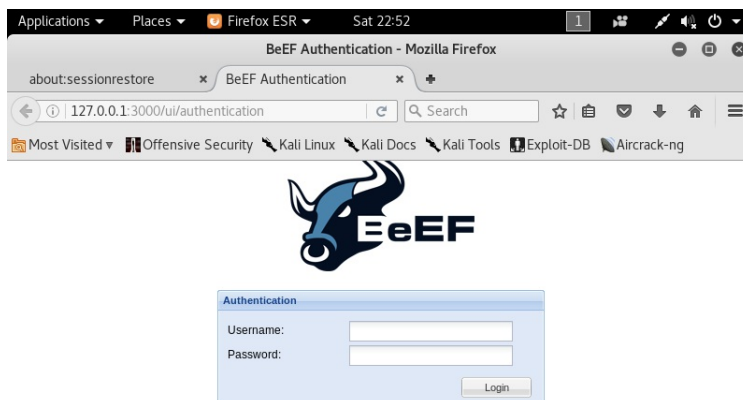 Applications Places Firefox ESR Sat 22:52 1
BeEF Authentication - Mozilla Firefox
about:sessionrestore BeEF Authentication
127.0.0.1:3000/ui/authentication Search
Most Visited Offensive Security Kali Linux Kali Docs Kali Tools Exploit-DB Aircrack-ng
BeEF
Authentication
Username:
Password:
Login